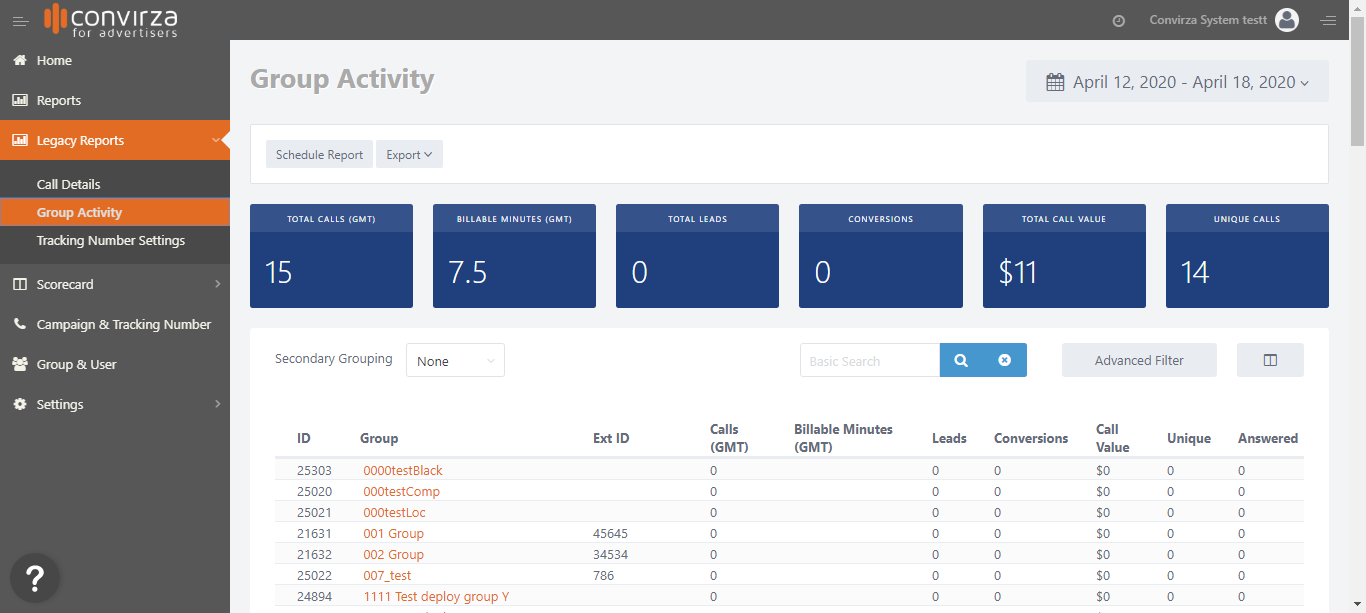 convirza
for advertisers
Convirza System testt
Home
Reports
Legacy Reports
Call Details
Group Activity
Tracking Number Settings
Scorecard
Campaign & Tracking Number
Group & User
Settings
?
Group Activity
April 12, 2020 - April 18, 2020
Schedule Report
Export
TOTAL CALLS (GMT)
15
BILLABLE MINUTES (GMT)
7.5
TOTAL LEADS
0
CONVERSIONS
0
TOTAL CALL VALUE
$11
UNIQUE CALLS
14
Secondary Grouping
None
Basic Search
Advanced Filter
ID Group Ext ID Calls (GMT) Billable Minutes (GMT) Leads Conversions Call Value Unique Answered
25303 0000testBlack 0 0 0 $0 0 0
25020 000testComp 0 0 0 $0 0 0
25021 000testLoc 0 0 0 $0 0 0
21631 001 Group 45645 0 0 0 $0 0 0
21632 002 Group 34534 0 0 0 $0 0 0
25022 007_test 786 0 0 0 $0 0 0
24894 1111 Test deploy group Y 0 0 0 $0 0 0